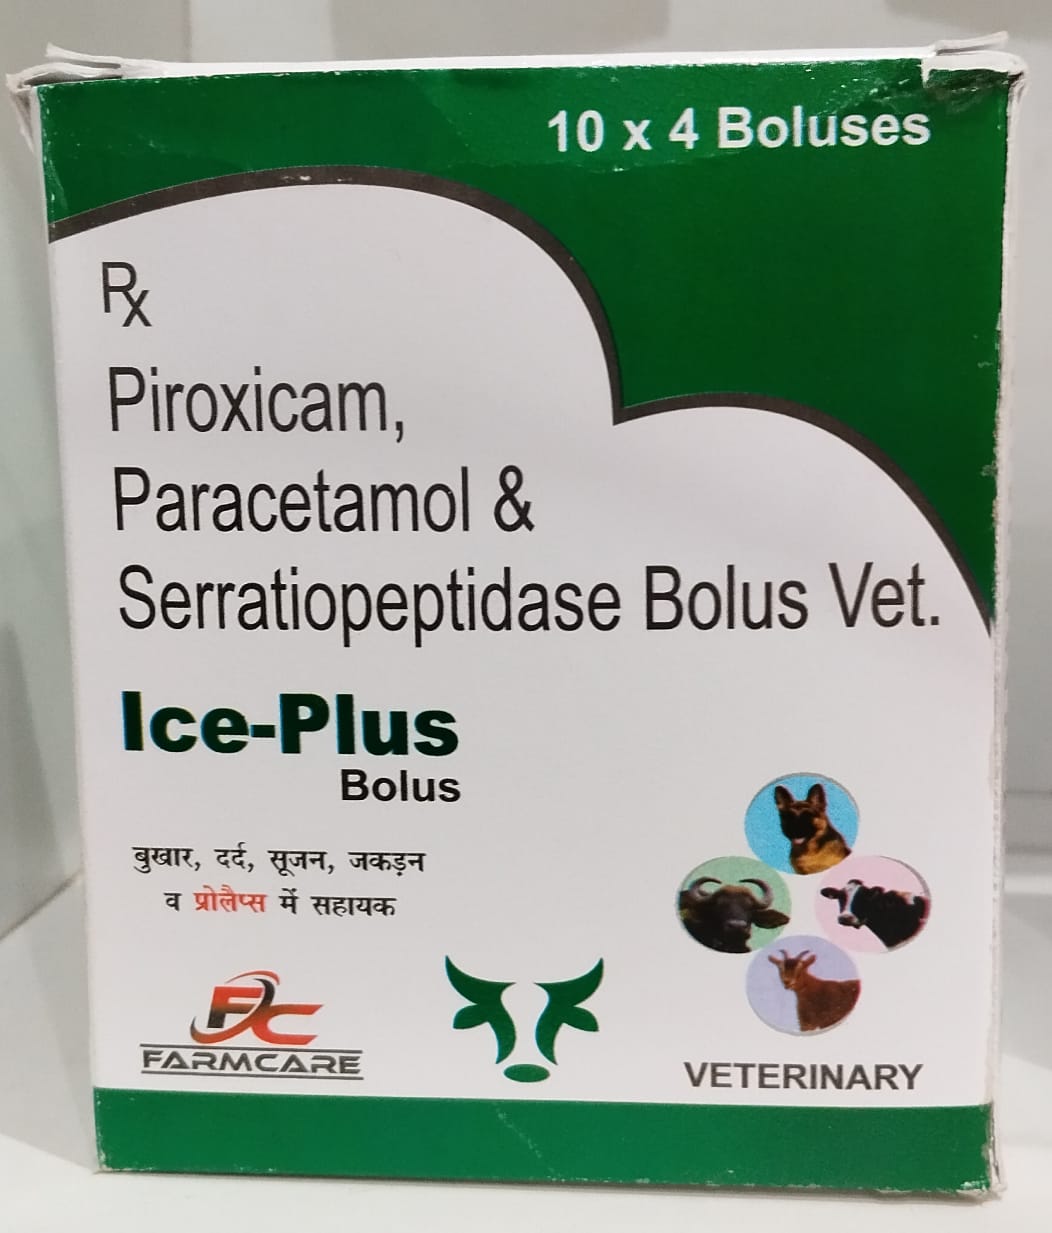 10 x 4 Boluses
Rx
Piroxicam,
Paracetamol &
Serratiopeptidase Bolus Vet.
Ice-Plus
Bolus
बुखार, दर्द, सूजन, जकड़न
व प्रोलैप्स में सहायक
FC
FARMCARE
VETERINARY